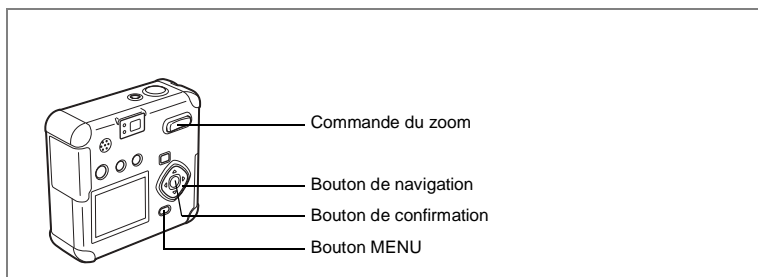 Commande du zoom
Bouton de navigation
Bouton de confirmation
Bouton MENU